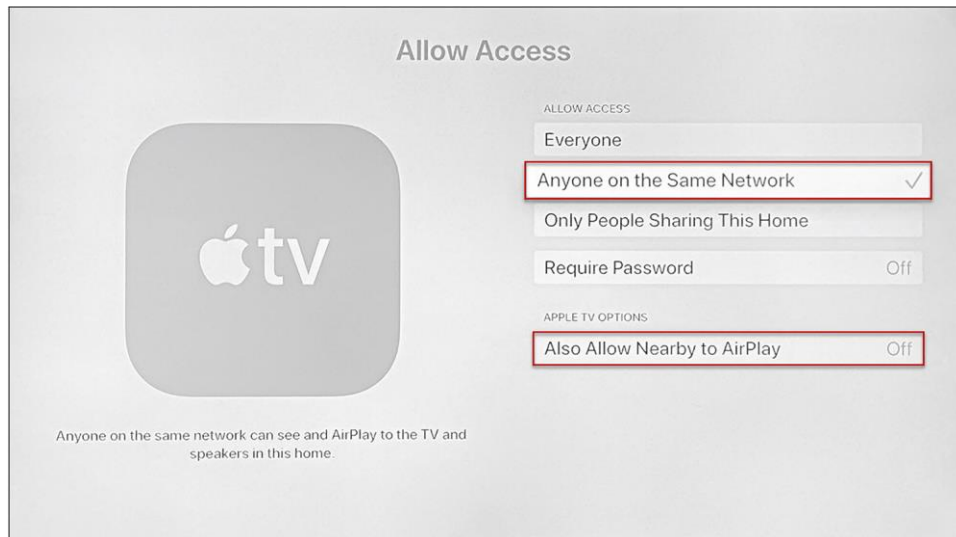 Allow Access
ALLOW ACCESS
Everyone
Anyone on the Same Network
Only People Sharing This Home
Require Password Off
APPLE TV OPTIONS
Also Allow Nearby to AirPlay Off
tv
Anyone on the same network can see and AirPlay to the TV and
speakers in this home.